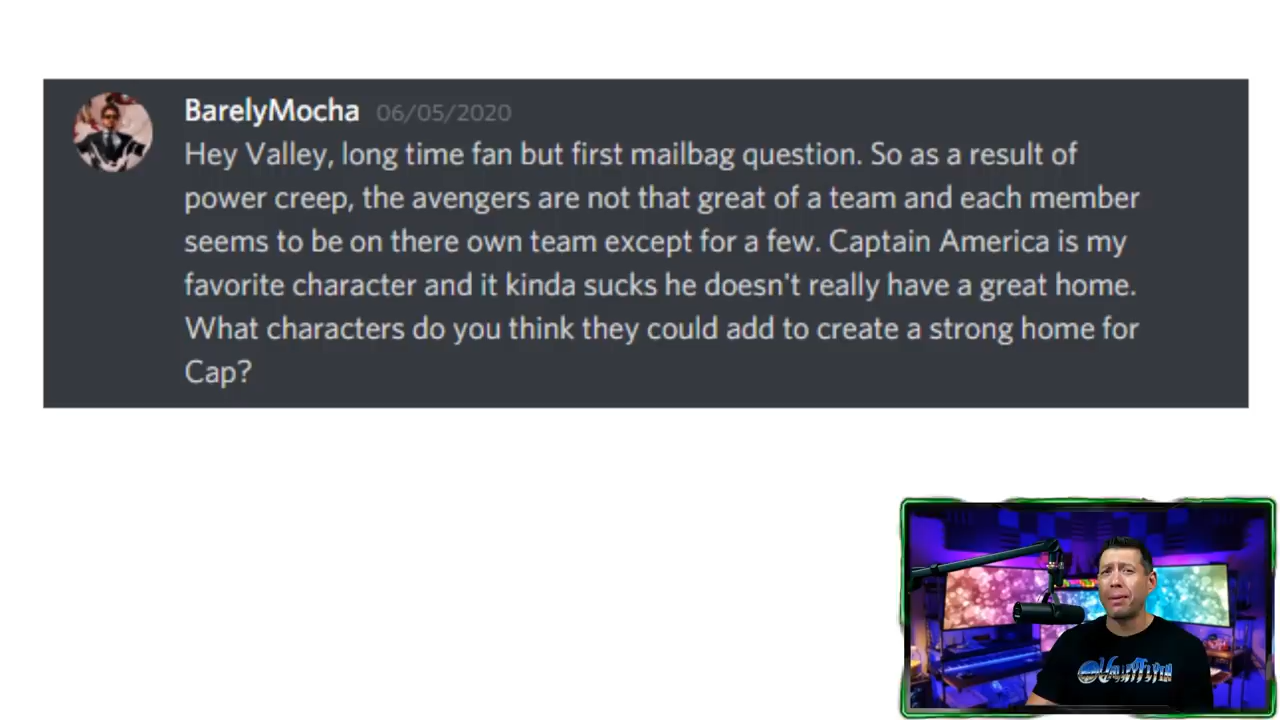 BarelyMocha 06/05/2020
Hey Valley, long time fan but first mailbag question. So as a result of
power creep, the avengers are not that great of a team and each member
seems to be on there own team except for a few. Captain America is my
favorite character and it kinda sucks he doesn't really have a great home.
What characters do you think they could add to create a strong home for
Cap?
VALLEYFLYIN